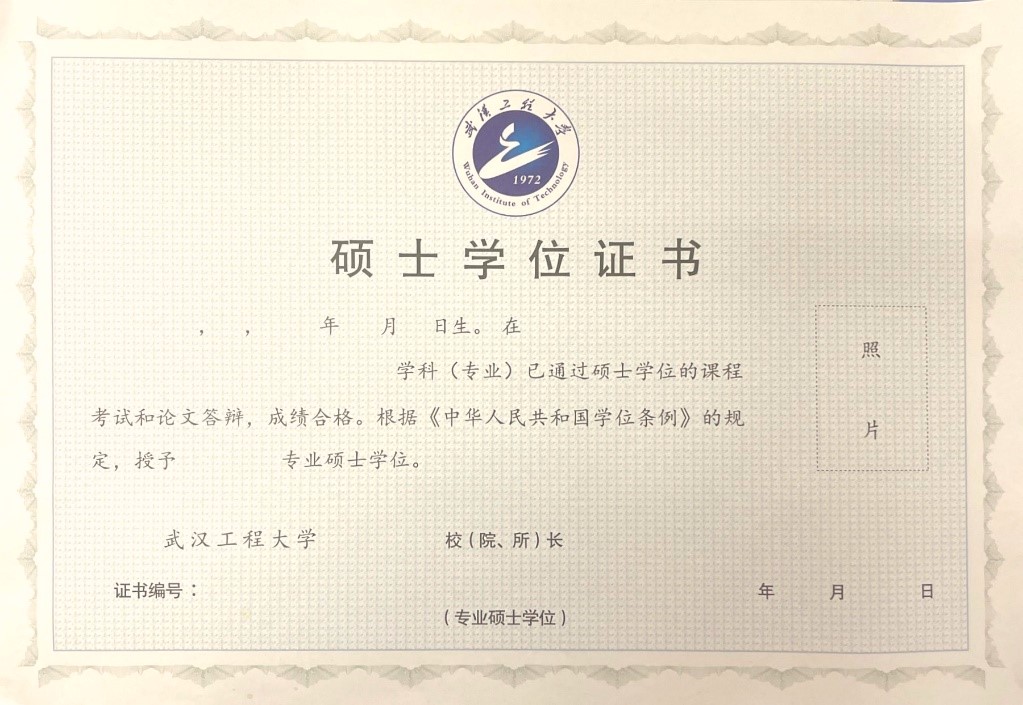 武汉工程大学
1972
Wuhan Institute of Technology
硕士学位证书
， ， 年 月 日生。在
学科（专业）已通过硕士学位的课程
考试和论文答辩，成绩合格。根据《中华人民共和国学位条例》的规
定，授予 专业硕士学位。
照
片
武汉工程大学 校（院、所）长
证书编号： 年 月 日
（专业硕士学位）